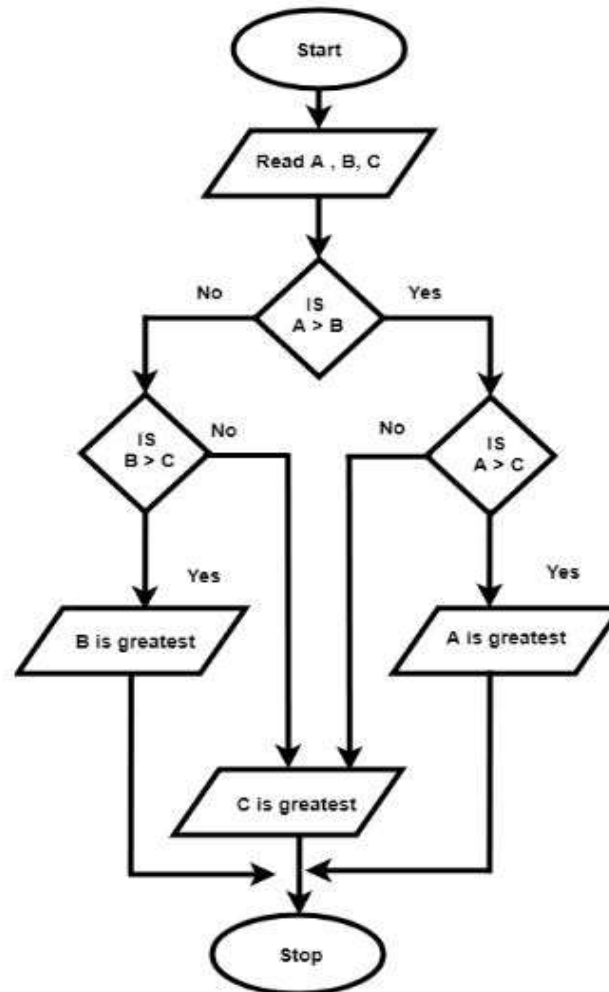 Start
Read A , B, C
No
IS
A > B
Yes
IS
B > C
No
No
IS
A > C
Yes
Yes
B is greatest
A is greatest
C is greatest
Stop